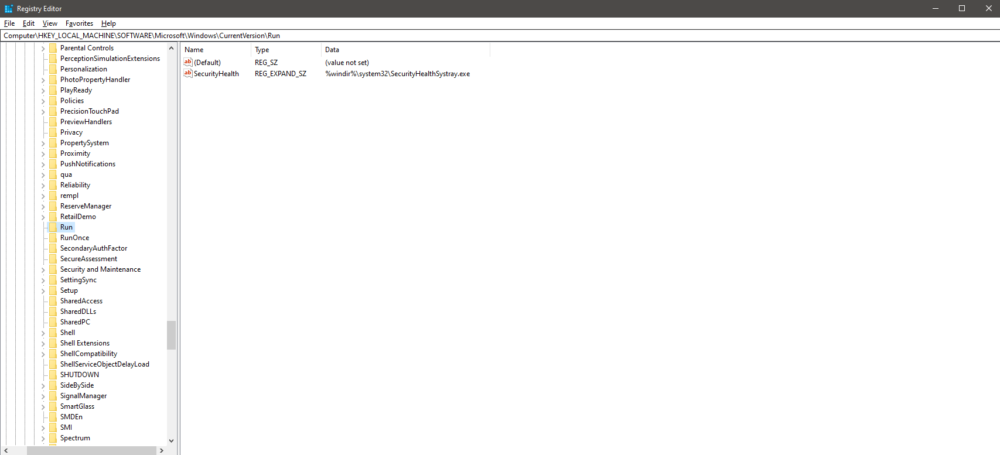 Registry Editor
File Edit View Favorites Help
Computer\HKEY_LOCAL_MACHINE\SOFTWARE\Microsoft\Windows\CurrentVersion\Run
Parental Controls
PerceptionSimulationExtensions
Personalization
PhotoPropertyHandler
PlayReady
Policies
PrecisionTouchPad
PreviewHandlers
Privacy
PropertySystem
Proximity
PushNotifications
qua
Reliability
rempl
ReserveManager
RetailDemo
Run
RunOnce
SecondaryAuthFactor
SecureAssessment
Security and Maintenance
SettingSync
Setup
SharedAccess
SharedDLLs
SharedPC
Shell
Shell Extensions
ShellCompatibility
ShellServiceObjectDelayLoad
SHUTDOWN
SideBySide
SignalManager
SmartGlass
SMDEn
SMI
Spectrum
Name Type Data
ab (Default) REG_SZ (value not set)
ab SecurityHealth REG_EXPAND_SZ %windir%\system32\SecurityHealthSystray.exe